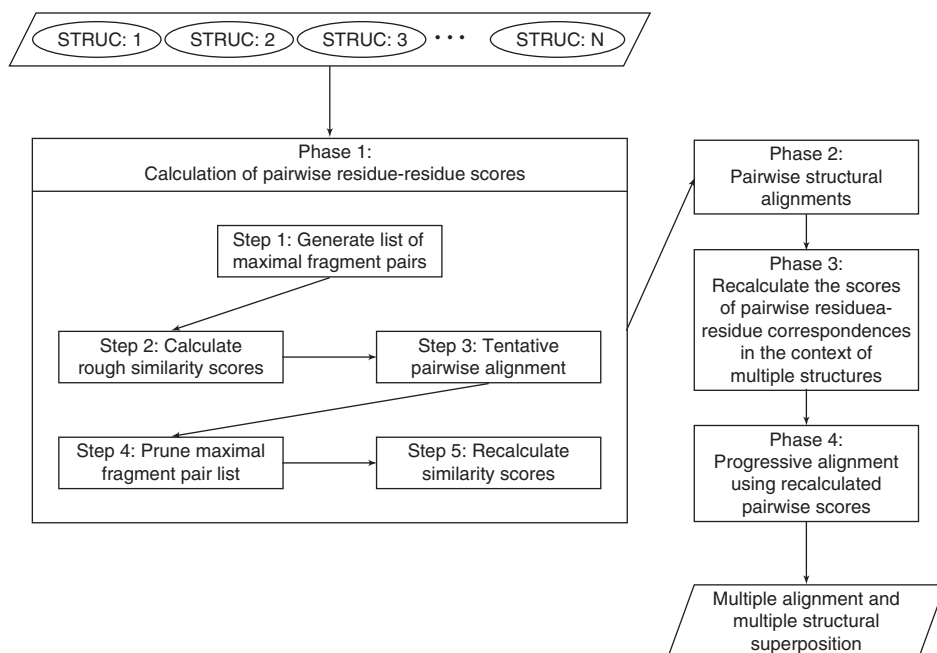 STRUC: 1 STRUC: 2 STRUC: 3 ••• STRUC: N
Phase 1:
Calculation of pairwise residue-residue scores
Step 1: Generate list of
maximal fragment pairs
Step 2: Calculate
rough similarity scores
Step 3: Tentative
pairwise alignment
Step 4: Prune maximal
fragment pair list
Step 5: Recalculate
similarity scores
Phase 2:
Pairwise structural
alignments
Phase 3:
Recalculate the scores
of pairwise residuea-
residue correspondences
in the context of
multiple structures
Phase 4:
Progressive alignment
using recalculated
pairwise scores
Multiple alignment and
multiple structural
superposition